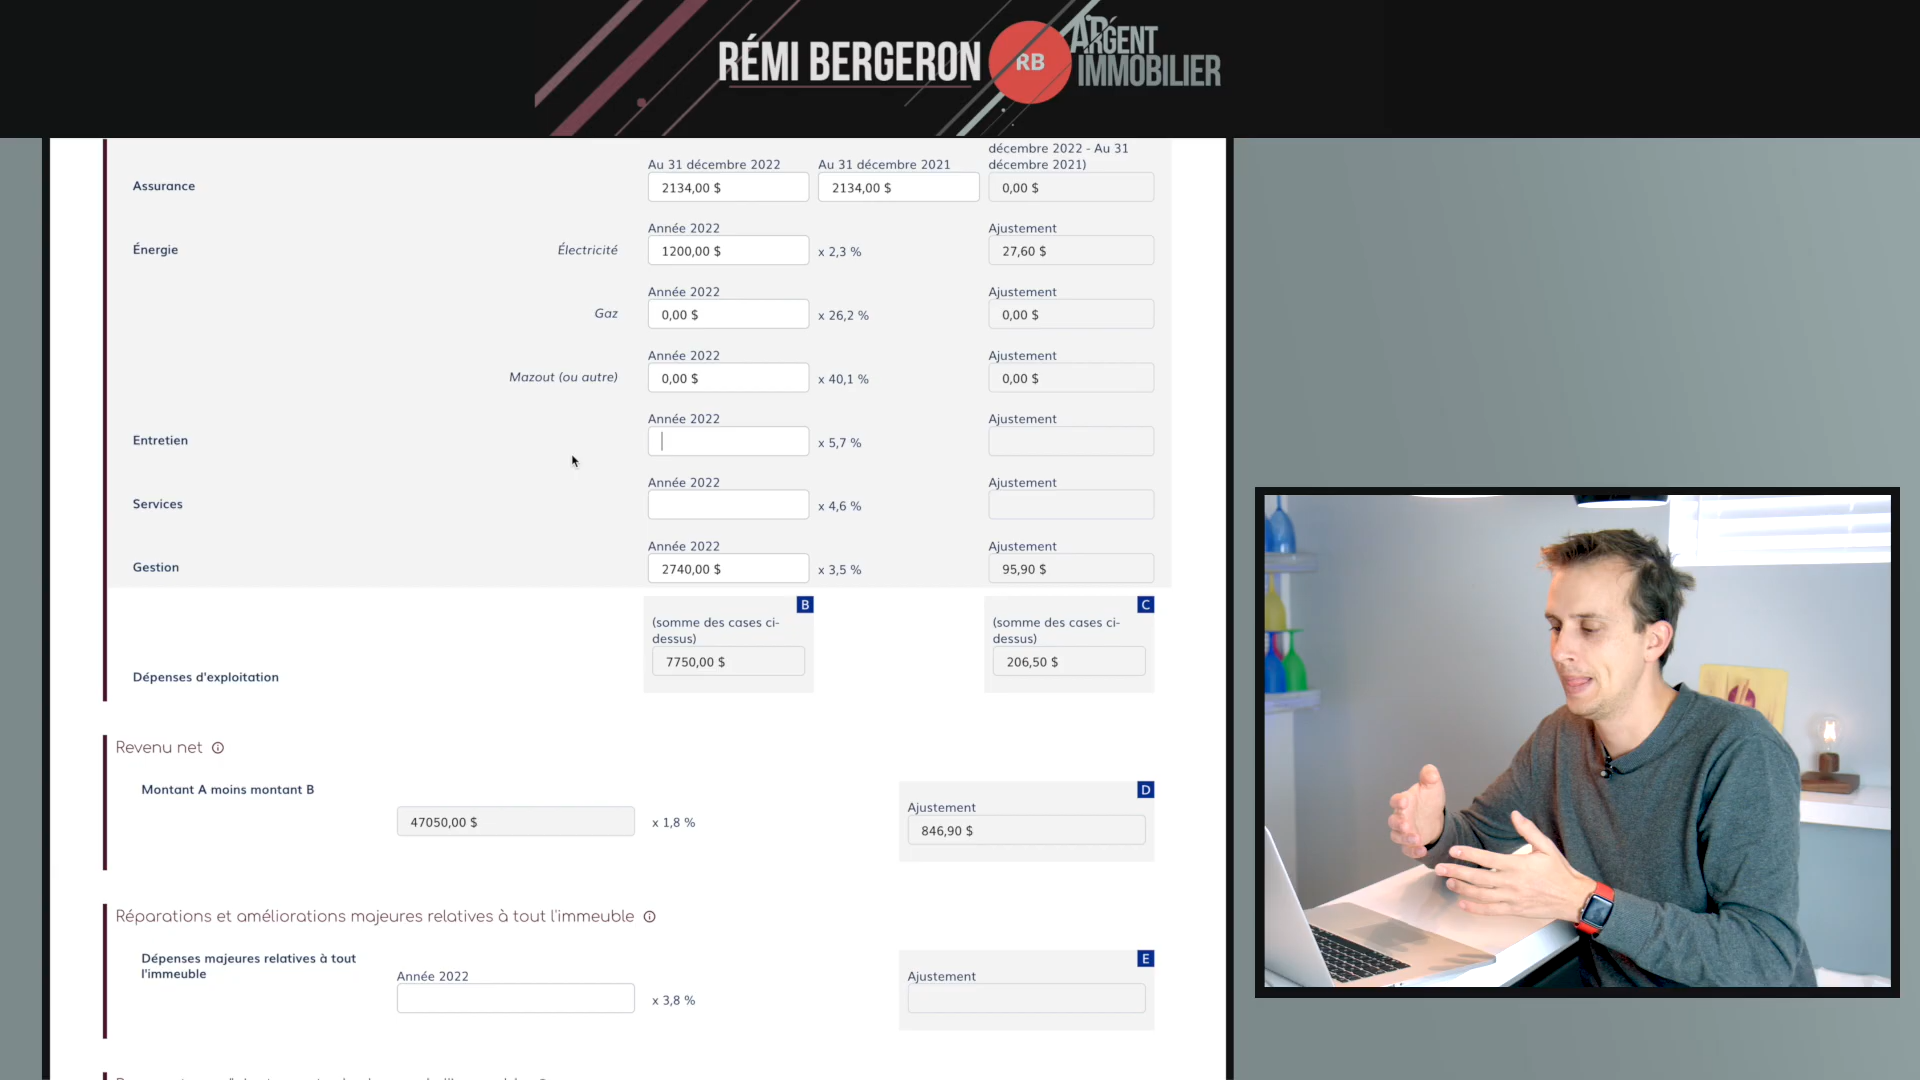 RÉMI BERGERON
RB
ARGENT
IMMOBILIER
décembre 2022 - Au 31
Au 31 décembre 2022 Au 31 décembre 2021 décembre 2021)
Assurance 2134,00 $ 2134,00 $ 0,00 $
Année 2022 Ajustement
Énergie Électricité 1200,00 $ x 2,3 % 27,60 $
Année 2022 Ajustement
Gaz 0,00 $ x 26,2 % 0,00 $
Année 2022 Ajustement
Mazout (ou autre) 0,00 $ x 40,1 % 0,00 $
Année 2022 Ajustement
Entretien x 5,7 %
Année 2022 Ajustement
Services x 4,6 %
Année 2022 Ajustement
Gestion 2740,00 $ x 3,5 % 95,90 $
B C
(somme des cases ci- (somme des cases ci-
dessus) dessus)
7750,00 $ 206,50 $
Dépenses d'exploitation
Revenu net
Montant A moins montant B D
Ajustement
47050,00 $ x 1,8 % 846,90 $
Réparations et améliorations majeures relatives à tout l'immeuble
Dépenses majeures relatives à tout E
l'immeuble Année 2022 Ajustement
x 3,8 %